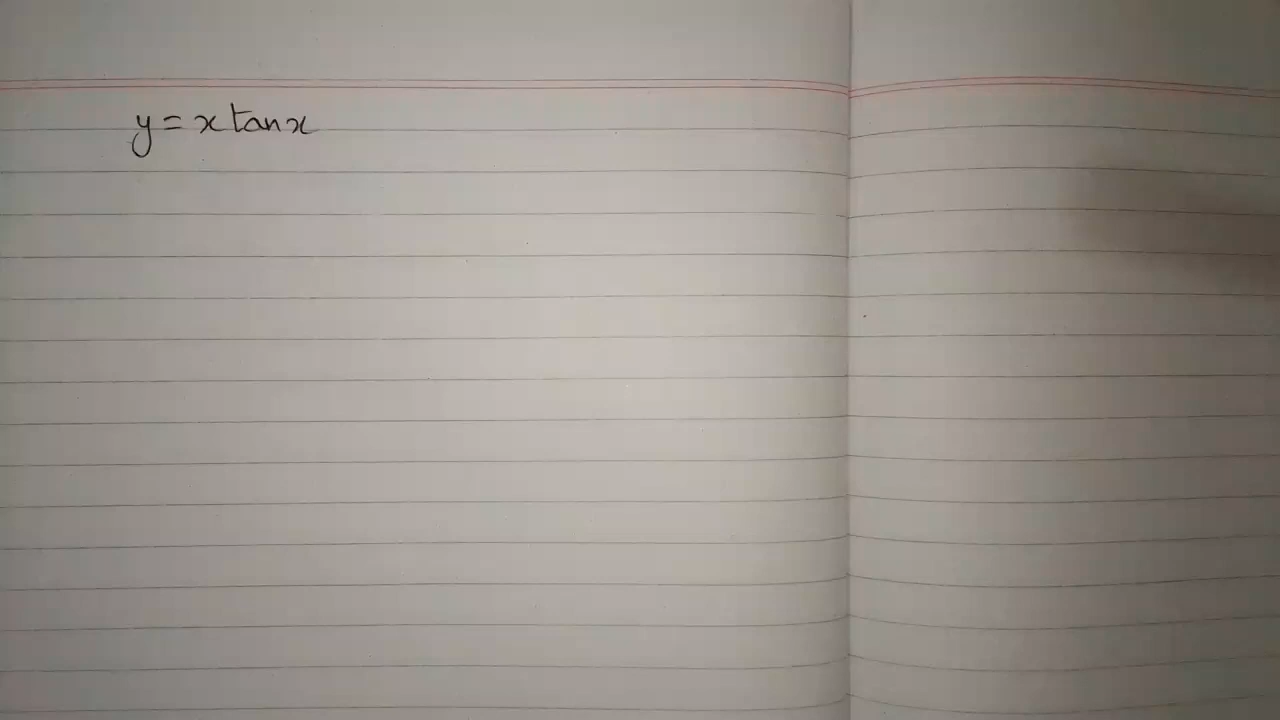 y = x tan x